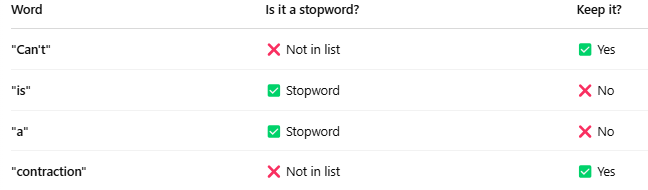 Word Is it a stopword? Keep it?
"Can't" ❌ Not in list ✅ Yes
"is" ✅ Stopword ❌ No
"a" ✅ Stopword ❌ No
"contraction" ❌ Not in list ✅ Yes